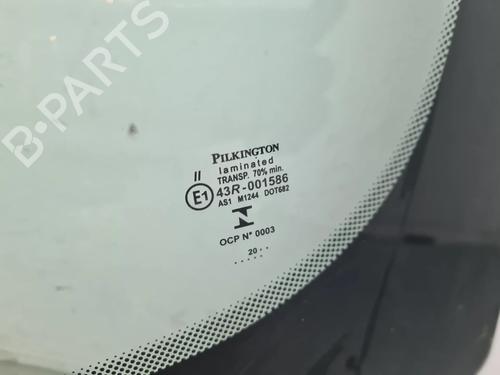 B-PARTS
PILKINGTON
laminated
II TRANSP. 70% min.
E1 43R-001586
AS1 M1244 DOT682
OCP N° 0003
.. 20 ..